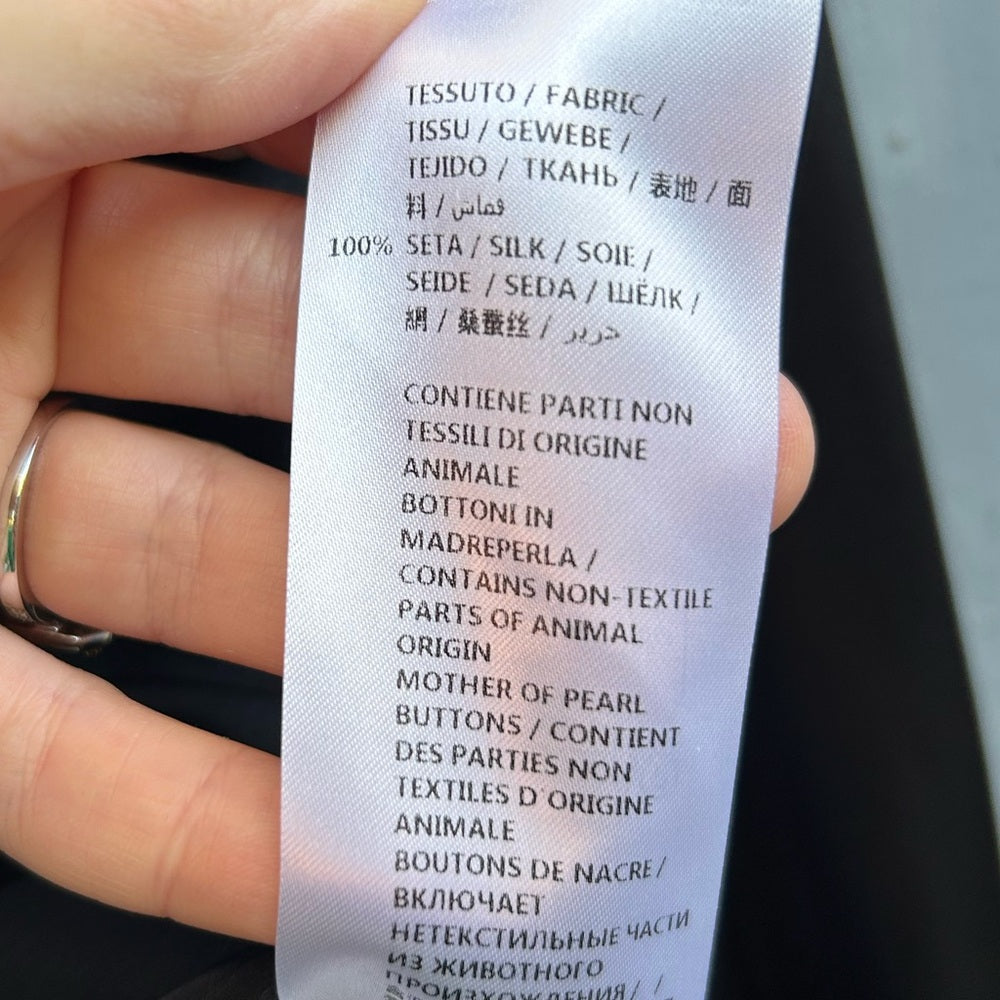 TESSUTO / FABRIC /
TISSU / GEWEBE /
TEJIDO / ТКАНЬ / 表地 / 面
料 / قماش
100% SETA / SILK / SOIE /
SEIDE / SEDA / ШЁЛК /
絹 / 桑蚕丝 / حرير
CONTIENE PARTI NON
TESSILI DI ORIGINE
ANIMALE
BOTTONI IN
MADREPERLA /
CONTAINS NON-TEXTILE
PARTS OF ANIMAL
ORIGIN
MOTHER OF PEARL
BUTTONS / CONTIENT
DES PARTIES NON
TEXTILES D'ORIGINE
ANIMALE
BOUTONS DE NACRE /
ВКЛЮЧАЕТ
НЕТЕКСТИЛЬНЫЕ ЧАСТИ
ИЗ ЖИВОТНОГО
ПРОИЗХОЖДЕНИЯ / /